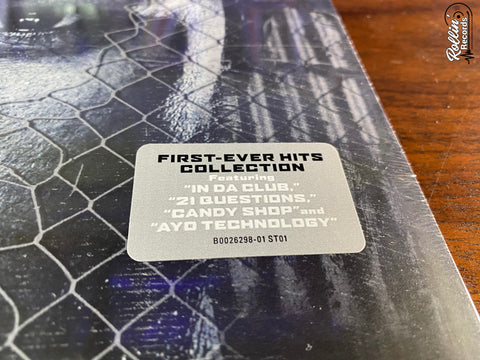 Rollin'
Records
FIRST-EVER HITS
COLLECTION
Featuring
"IN DA CLUB,"
"21 QUESTIONS,"
"CANDY SHOP" and
"AYO TECHNOLOGY"
B0026298-01 ST01